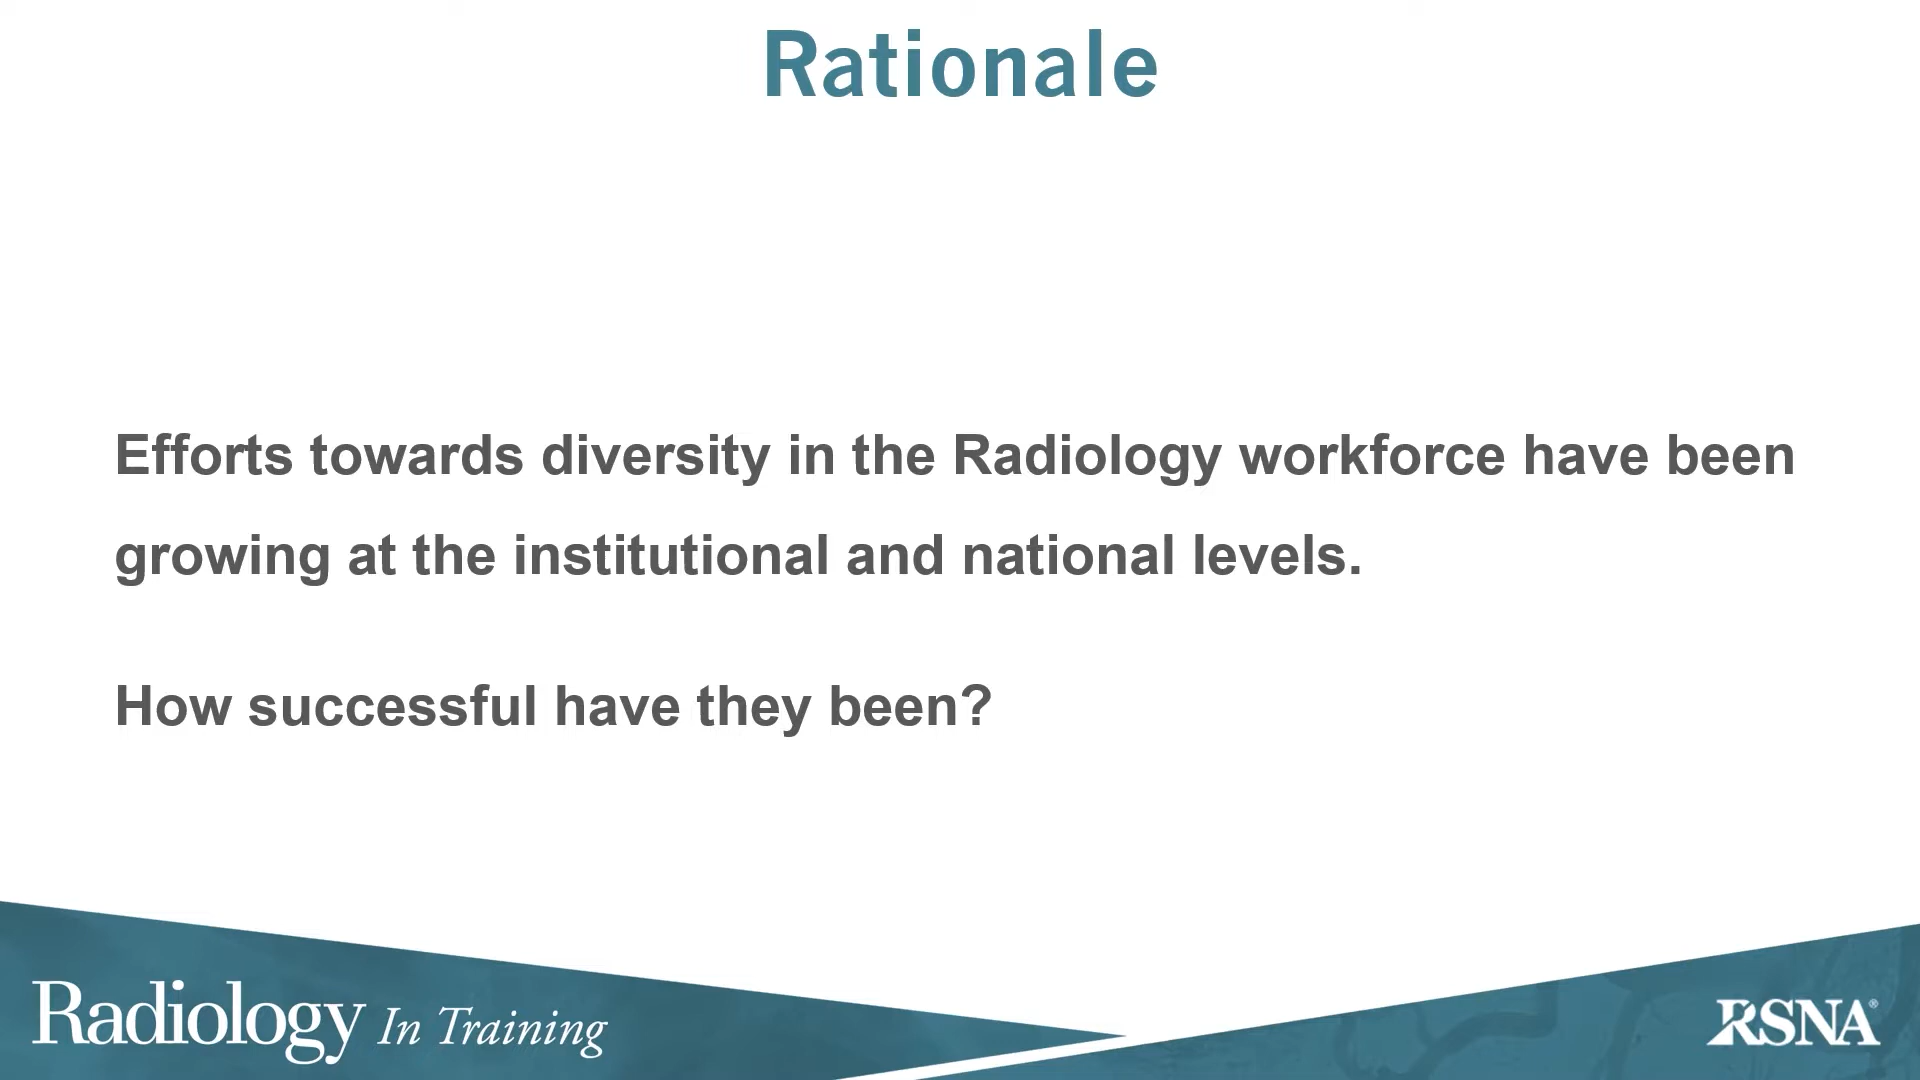 Rationale
Efforts towards diversity in the Radiology workforce have been
growing at the institutional and national levels.
How successful have they been?
Radiology In Training
RSNA®